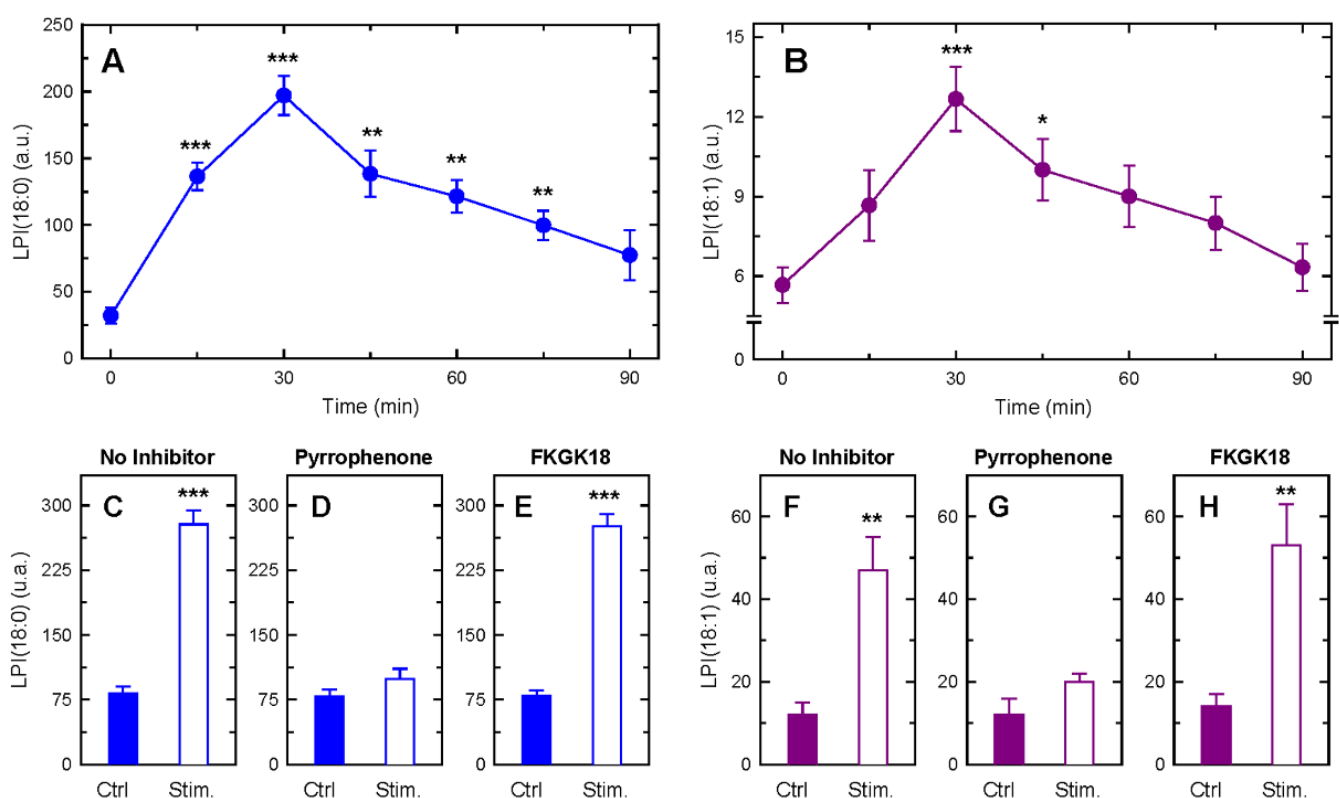 A
LPI(18:0) (a.u.)
250
200
150
100
50
0
***
***
**
**
**
0 30 60 90
Time (min)
B
LPI(18:1) (a.u.)
15
12
9
6
0
***
*
0 30 60 90
Time (min)
No Inhibitor Pyrrophenone FKGK18
LPI(18:0) (u.a.)
C
300
225
150
75
0
***
Ctrl Stim.
D
300
225
150
75
0
Ctrl Stim.
E
300
225
150
75
0
***
Ctrl Stim.
No Inhibitor Pyrrophenone FKGK18
LPI(18:1) (u.a.)
F
60
40
20
0
**
Ctrl Stim.
G
60
40
20
0
Ctrl Stim.
H
60
40
20
0
**
Ctrl Stim.